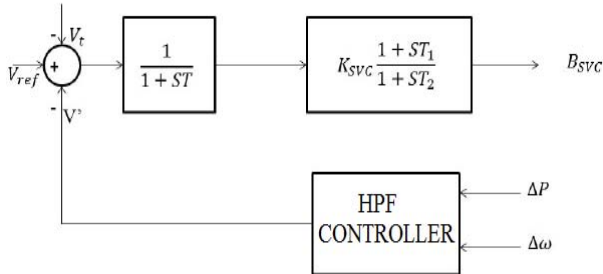 - V_t
V_ref
+
- V'
1
1 + ST
K_SVC 1 + ST_1
1 + ST_2
B_SVC
HPF
CONTROLLER
ΔP
Δω